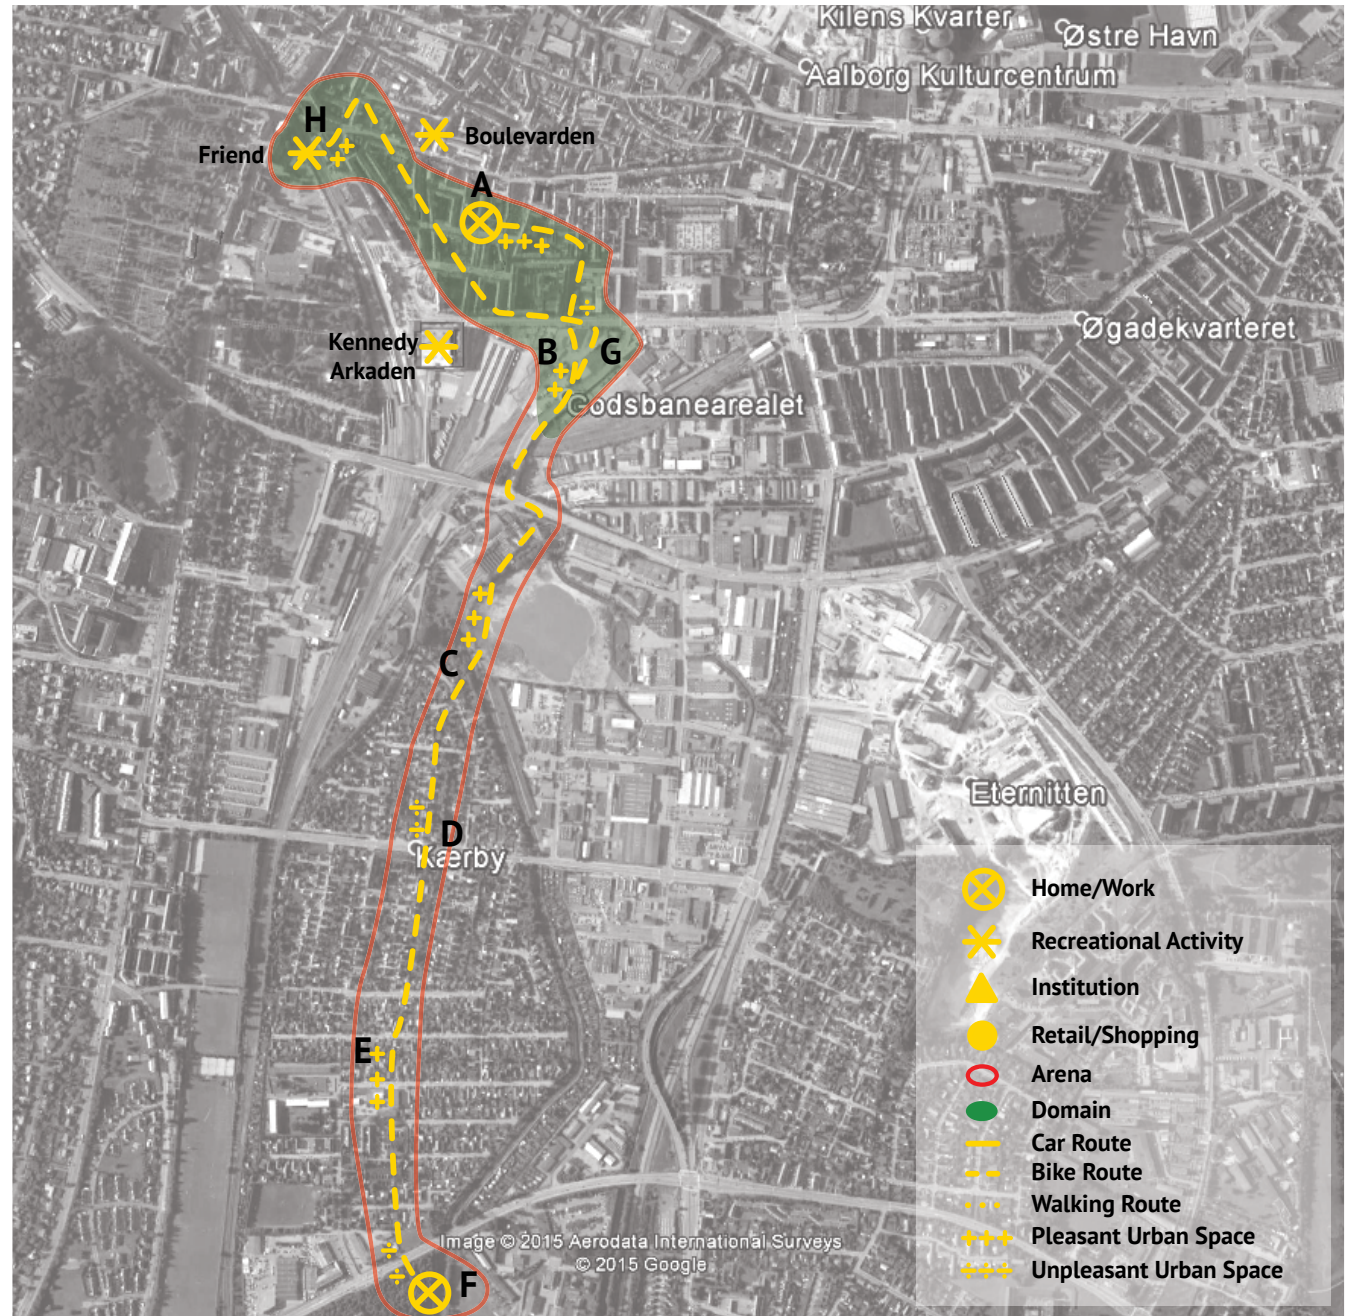 Kilens Kvarter
Østre Havn
Aalborg Kulturcentrum
H
Boulevarden
Friend
A
Øgadekvarteret
Kennedy
Arkaden
B
G
Godsbanearealet
C
Eternitten
D
Kærby
Home/Work
Recreational Activity
Institution
Retail/Shopping
E
Arena
Domain
Car Route
Bike Route
Walking Route
Pleasant Urban Space
Unpleasant Urban Space
Image © 2015 Aerodata International Surveys
© 2015 Google
F